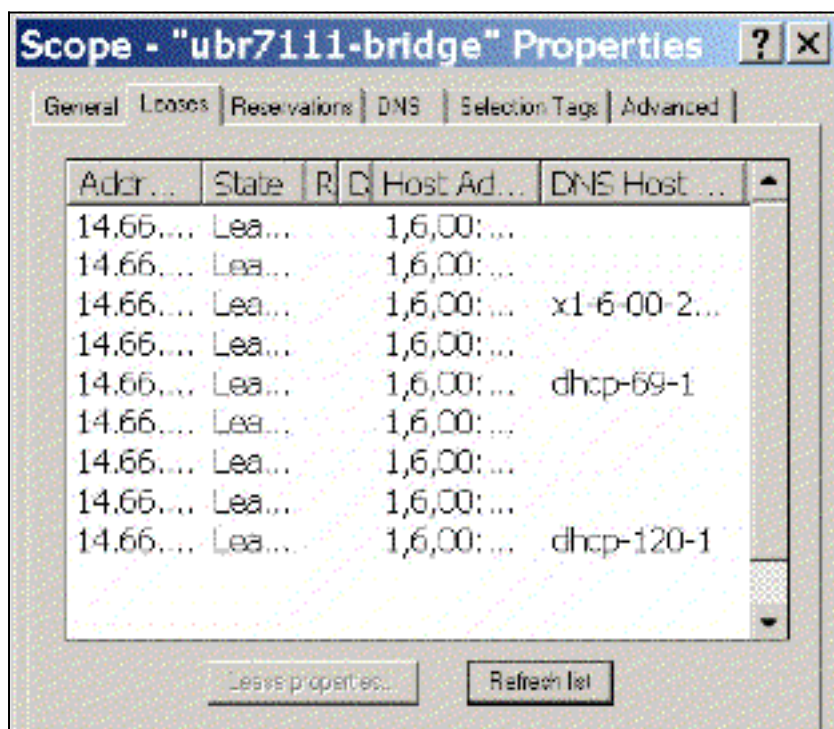 Scope - "ubr7111-bridge" Properties ? ×
General Leases Reservations DNS Selection Tags Advanced
Addr... State R D Host Ad... DNS Host ...
14.66.... Lea... 1,6,00:...
14.66.... Lea... 1,6,00:...
14.66.... Lea... 1,6,00:... x1-6-00-2...
14.66.... Lea... 1,6,00:...
14.66.... Lea... 1,6,00:... dhcp-69-1
14.66.... Lea... 1,6,00:...
14.66.... Lea... 1,6,00:...
14.66.... Lea... 1,6,00:...
14.66.... Lea... 1,6,00:... dhcp-120-1
Lease properties... Refresh list